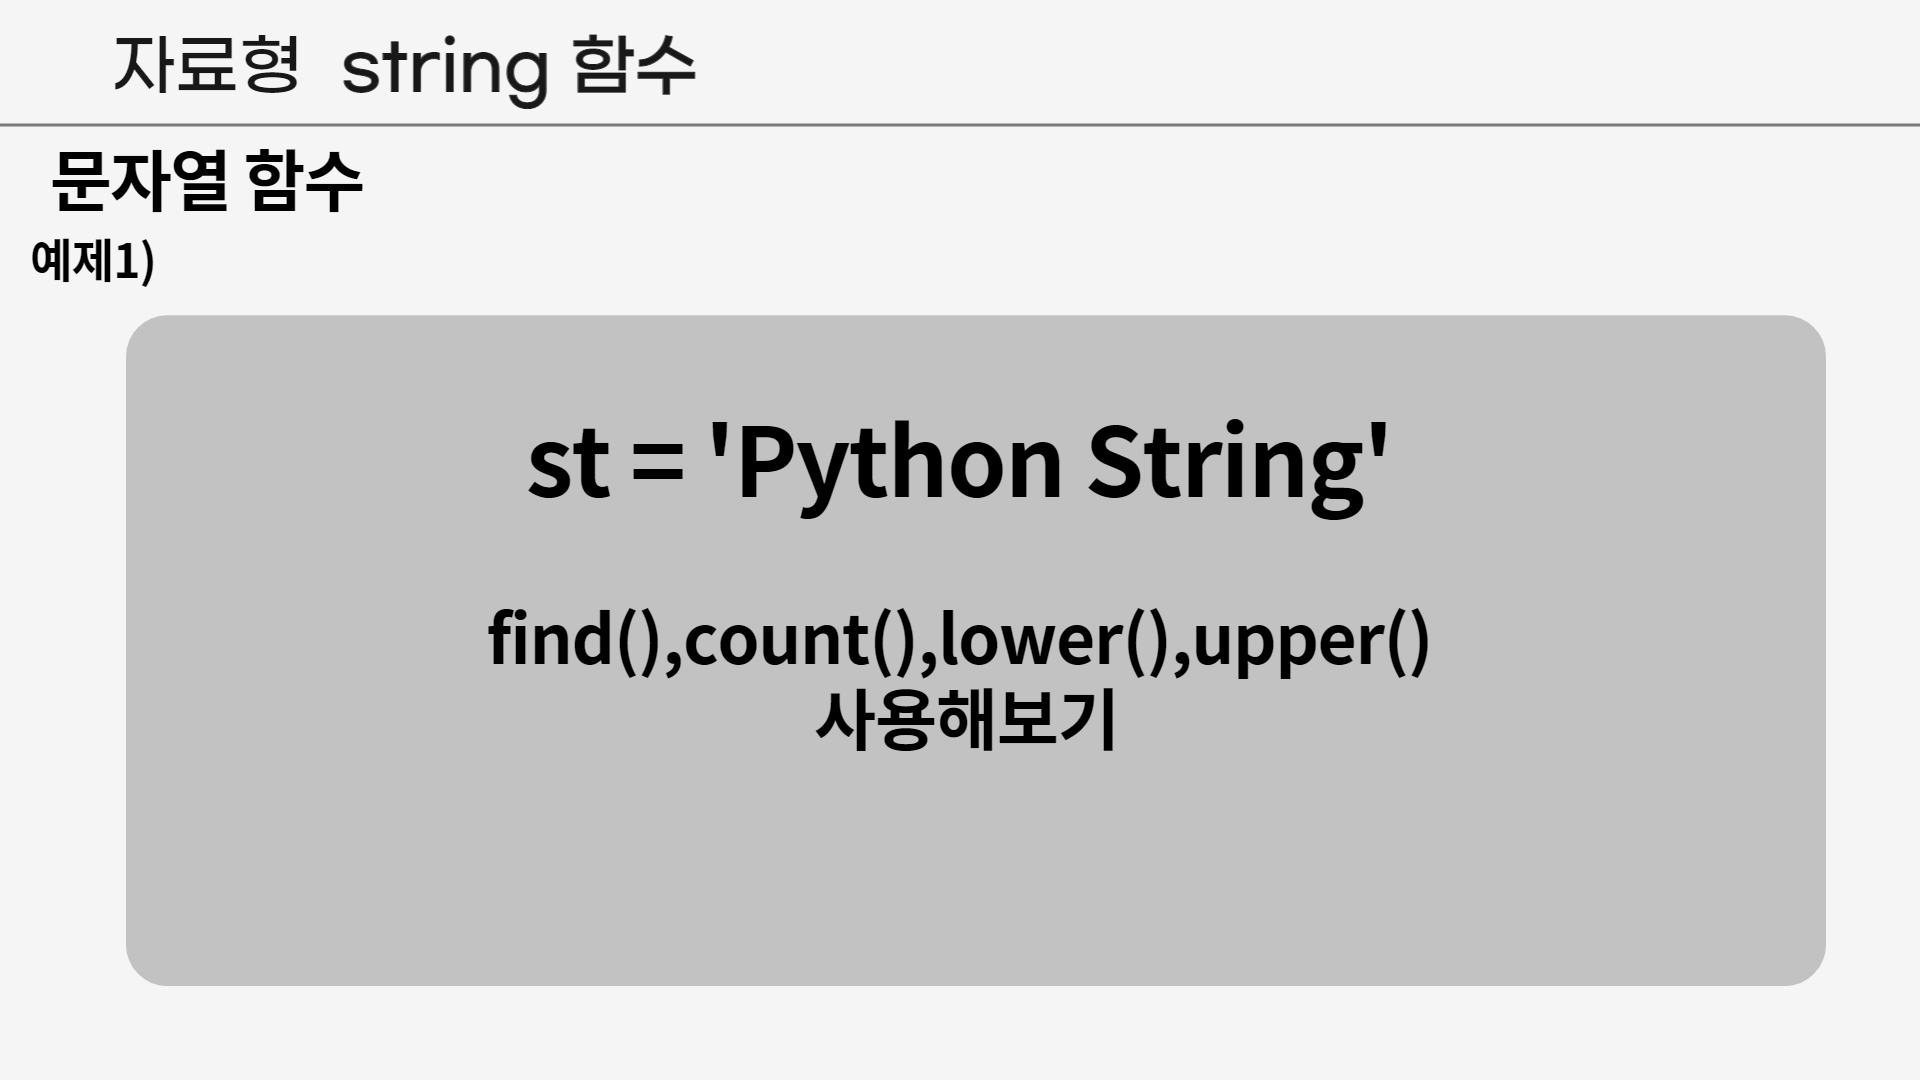 자료형 string 함수
문자열 함수
예제1)
st = 'Python String'
find(),count(),lower(),upper()
사용해보기